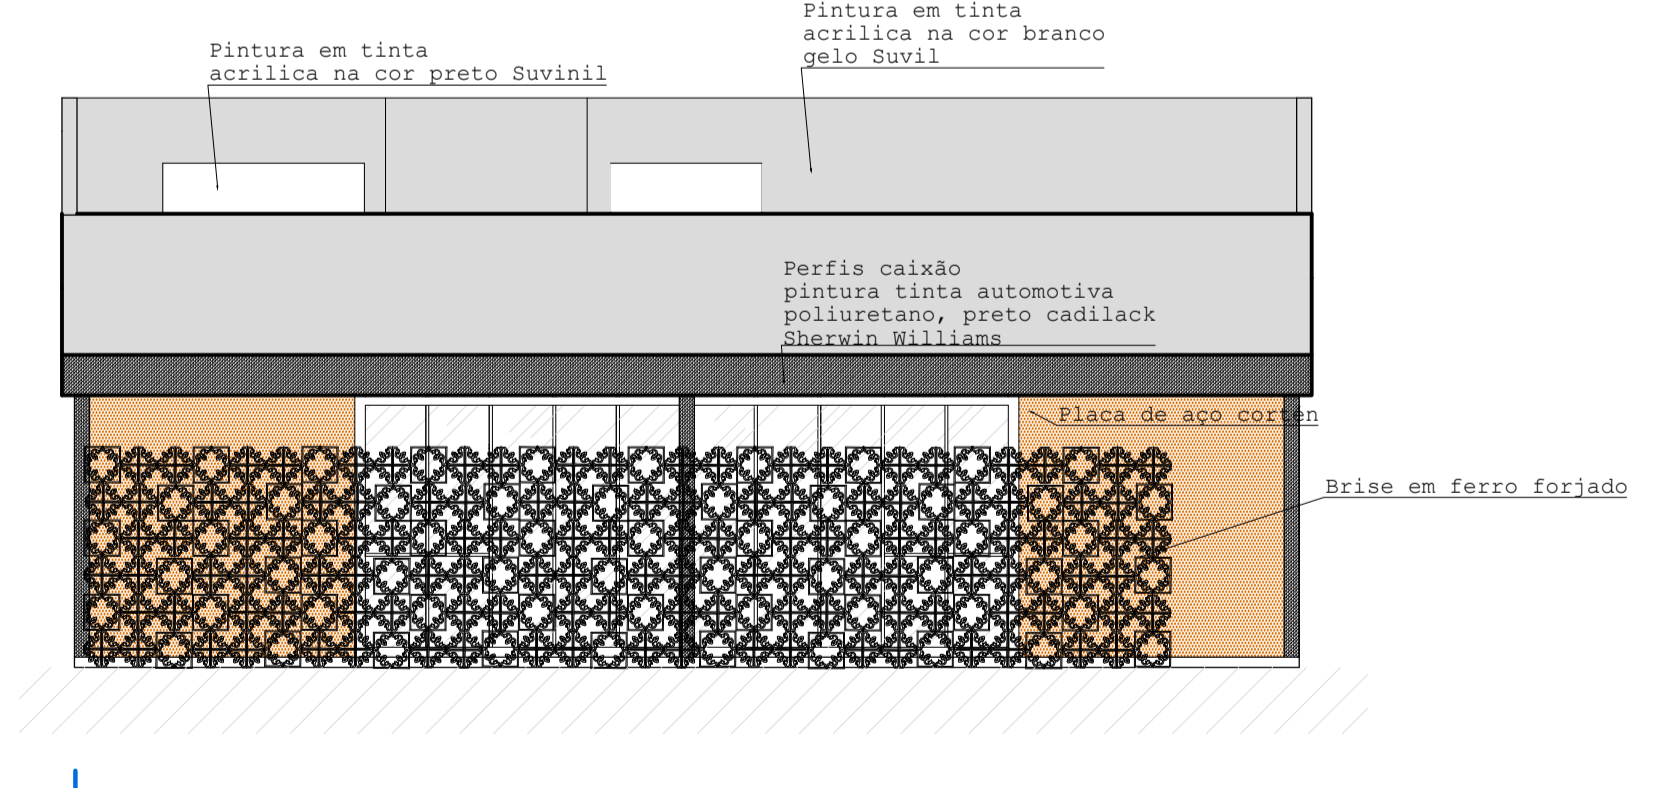 Pintura em tinta
acrilica na cor branco
gelo Suvil
Pintura em tinta
acrilica na cor preto Suvinil
Perfis caixão
pintura tinta automotiva
poliuretano, preto cadilack
Sherwin Williams
Placa de aço corten
Brise em ferro forjado